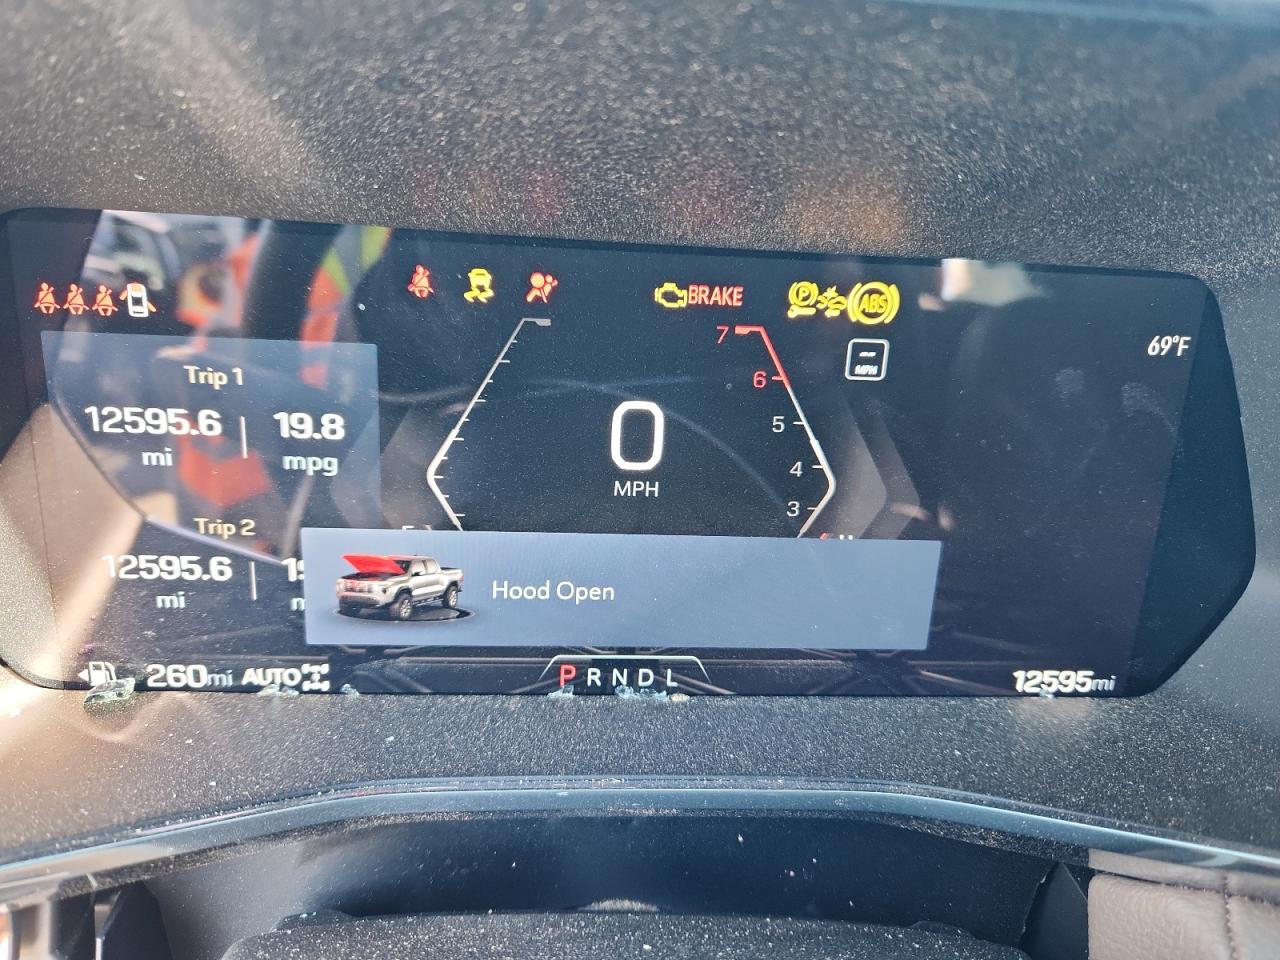 BRAKE
P
ABS
69°F
Trip 1
12595.6 mi
19.8 mpg
7
6
5
4
3
0
MPH
--
MPH
Trip 2
12595.6 mi
Hood Open
260mi
AUTO
P R N D L
12595mi